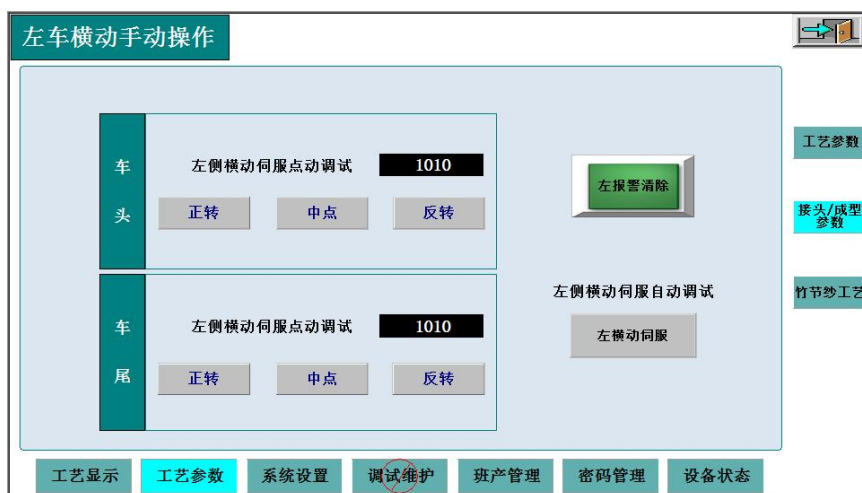 左车横动手动操作
车头
左侧横动伺服点动调试 1010
正转 中点 反转
车尾
左侧横动伺服点动调试 1010
正转 中点 反转
左报警清除
左侧横动伺服自动调试
左横动伺服
工艺参数
接头/成型
参数
竹节纱工艺
工艺显示 工艺参数 系统设置 调试维护 班产管理 密码管理 设备状态